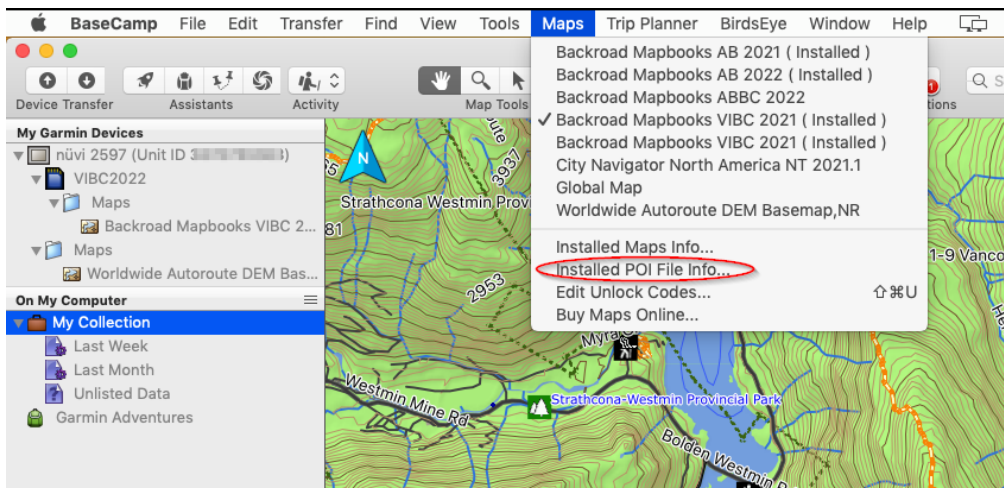 BaseCamp File Edit Transfer Find View Tools Maps Trip Planner BirdsEye Window Help
Device Transfer Assistants Activity Map Tools
My Garmin Devices
nüvi 2597 (Unit ID 3
VIBC2022
Maps
Backroad Mapbooks VIBC 2...
Maps
Worldwide Autoroute DEM Bas...
On My Computer
My Collection
Last Week
Last Month
Unlisted Data
Garmin Adventures
Backroad Mapbooks AB 2021 ( Installed )
Backroad Mapbooks AB 2022 ( Installed )
Backroad Mapbooks ABBC 2022
✓ Backroad Mapbooks VIBC 2021 ( Installed )
Backroad Mapbooks VIBC 2021 ( Installed )
City Navigator North America NT 2021.1
Global Map
Worldwide Autoroute DEM Basemap,NR
Installed Maps Info...
Installed POI File Info...
Edit Unlock Codes... ⇧⌘U
Buy Maps Online...
N
3937
Strathcona Westmin Prov
81
2953
1-9 Vanco
Myra
Westmin Mine Rd
Strathcona-Westmin Provincial Park
Bolden Westmin